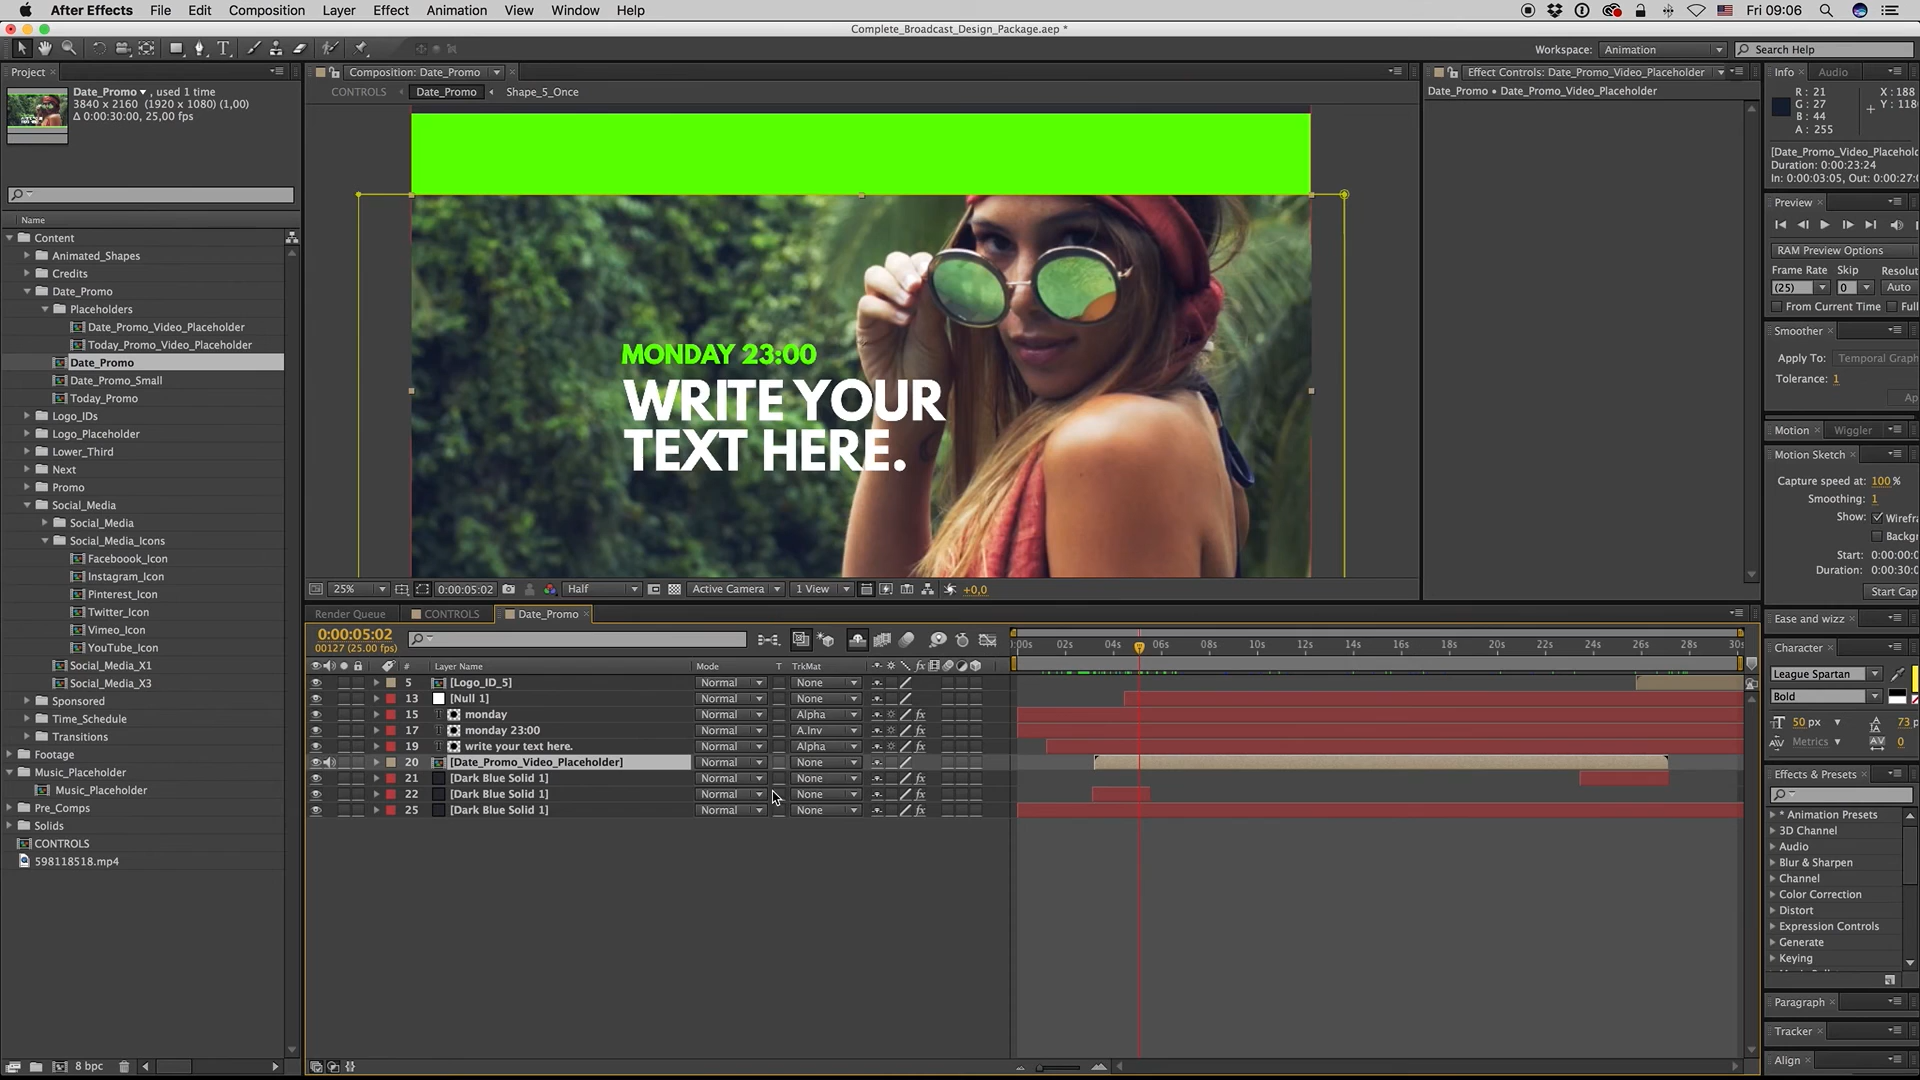 After Effects File Edit Composition Layer Effect Animation View Window Help Fri 09:06
Complete_Broadcast_Design_Package.aep *
Workspace: Animation Search Help
Project
Date_Promo ▾, used 1 time
3840 x 2160 (1920 x 1080) (1,00)
Δ 0:00:30:00, 25,00 fps
Name
Content
Animated_Shapes
Credits
Date_Promo
Placeholders
Date_Promo_Video_Placeholder
Today_Promo_Video_Placeholder
Date_Promo
Date_Promo_Small
Today_Promo
Logo_IDs
Logo_Placeholder
Lower_Third
Next
Promo
Social_Media
Social_Media
Social_Media_Icons
Faceboook_Icon
Instagram_Icon
Pinterest_Icon
Twitter_Icon
Vimeo_Icon
YouTube_Icon
Social_Media_X1
Social_Media_X3
Sponsored
Time_Schedule
Transitions
Footage
Music_Placeholder
Music_Placeholder
Pre_Comps
Solids
CONTROLS
598118518.mp4
8 bpc
Composition: Date_Promo
CONTROLS Date_Promo Shape_5_Once
MONDAY 23:00
WRITE YOUR
TEXT HERE.
25% 0:00:05:02 Half Active Camera 1 View +0,0
Effect Controls: Date_Promo_Video_Placeholder
Date_Promo • Date_Promo_Video_Placeholder
Render Queue CONTROLS Date_Promo
0:00:05:02
00127 (25.00 fps)
:00s 02s 04s 06s 08s 10s 12s 14s 16s 18s 20s 22s 24s 26s 28s 30s
# Layer Name Mode T TrkMat
5 [Logo_ID_5] Normal None
13 [Null 1] Normal None
15 T monday Normal Alpha
17 T monday 23:00 Normal A.Inv
19 T write your text here. Normal Alpha
20 [Date_Promo_Video_Placeholder] Normal None
21 [Dark Blue Solid 1] Normal None
22 [Dark Blue Solid 1] Normal None
25 [Dark Blue Solid 1] Normal None
Info Audio
R: 21 X: 188
G: 27 Y: 118
B: 44
A: 255
[Date_Promo_Video_Placehol
Duration: 0:00:23:24
In: 0:00:03:05, Out: 0:00:27:0
Preview
RAM Preview Options
Frame Rate Skip Resolut
(25) 0 Auto
From Current Time Full
Smoother
Apply To: Temporal Graph
Tolerance: 1
Ap
Motion Wiggler
Motion Sketch
Capture speed at: 100 %
Smoothing: 1
Show: Wirefra
Backgr
Start: 0:00:00:0
Duration: 0:00:30:0
Start Cap
Ease and wizz
Character
League Spartan
Bold
50 px 73 p
Metrics 0
Effects & Presets
* Animation Presets
3D Channel
Audio
Blur & Sharpen
Channel
Color Correction
Distort
Expression Controls
Generate
Keying
Paragraph
Tracker
Align